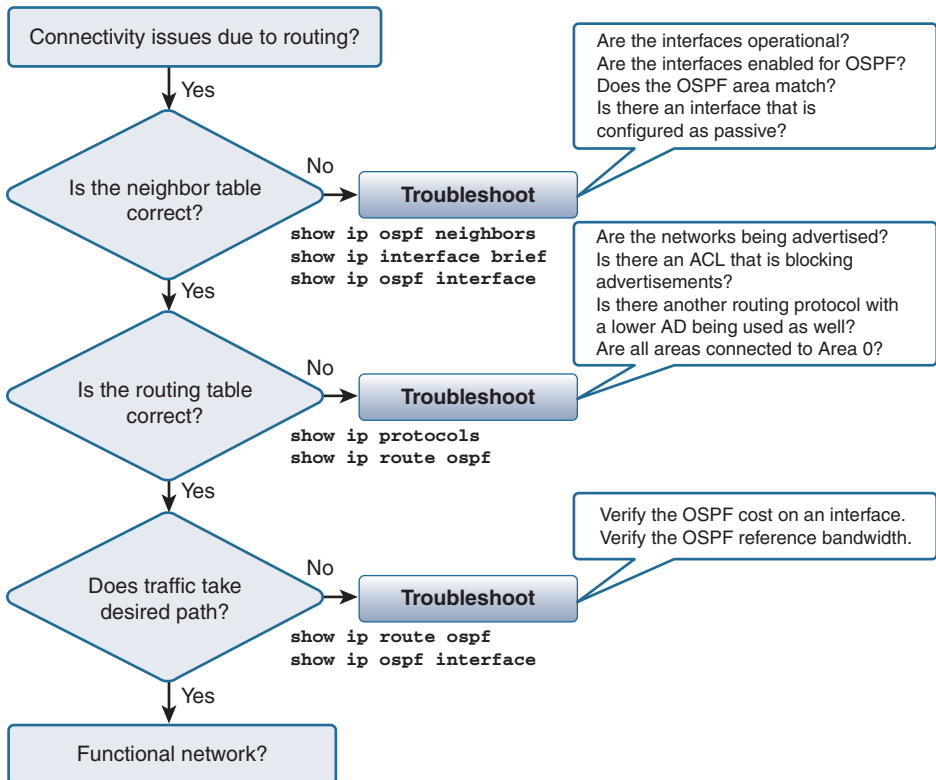 Connectivity issues due to routing?
Yes
Are the interfaces operational?
Are the interfaces enabled for OSPF?
Does the OSPF area match?
Is there an interface that is
configured as passive?
Is the neighbor table
correct?
No
Troubleshoot
show ip ospf neighbors
show ip interface brief
show ip ospf interface
Yes
Are the networks being advertised?
Is there an ACL that is blocking
advertisements?
Is there another routing protocol with
a lower AD being used as well?
Are all areas connected to Area 0?
Is the routing table
correct?
No
Troubleshoot
show ip protocols
show ip route ospf
Yes
Verify the OSPF cost on an interface.
Verify the OSPF reference bandwidth.
Does traffic take
desired path?
No
Troubleshoot
show ip route ospf
show ip ospf interface
Yes
Functional network?